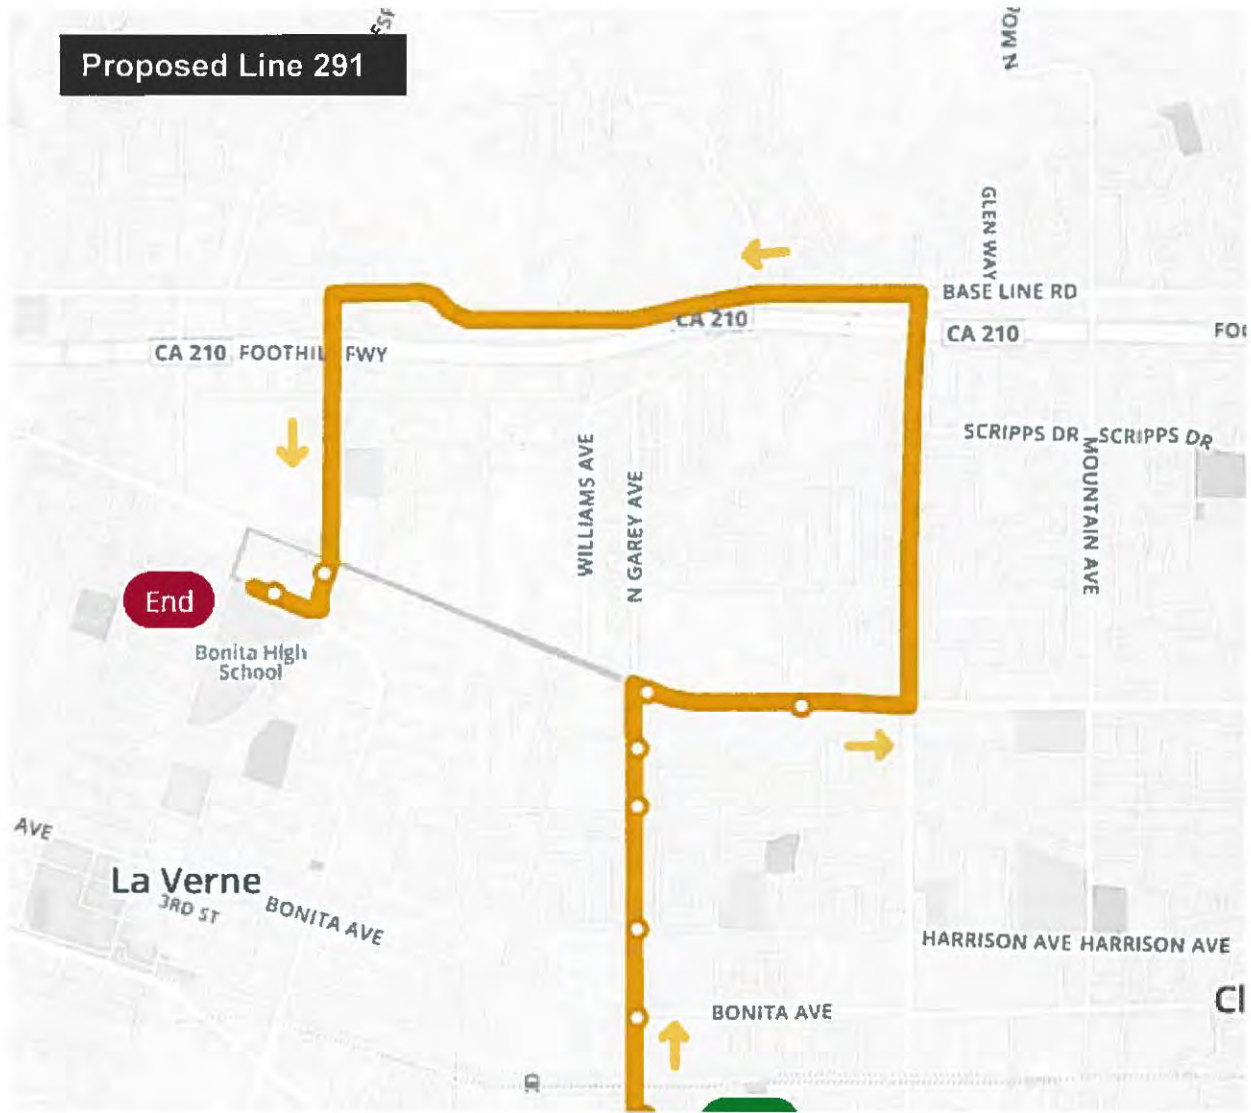 Proposed Line 291
GLEN WAY
BASE LINE RD
CA 210
CA 210
CA 210 FOOTHIL FWY
SCRIPPS DR SCRIPPS DR
MOUNTAIN AVE
WILLIAMS AVE
N GAREY AVE
End
Bonita High
School
AVE
La Verne
3RD ST
BONITA AVE
HARRISON AVE HARRISON AVE
BONITA AVE